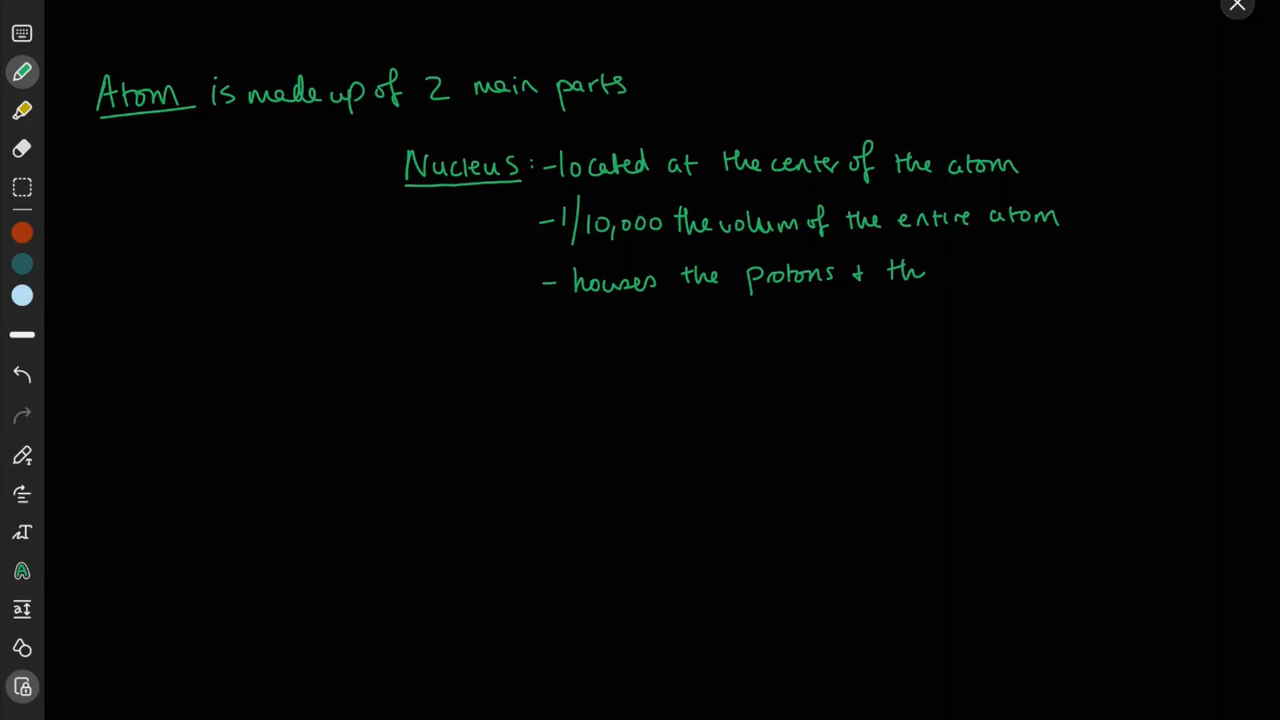 Atom is made up of 2 main parts
Nucleus: -located at the center of the atom
-1/10,000 the volum of the entire atom
- houses the protons + th